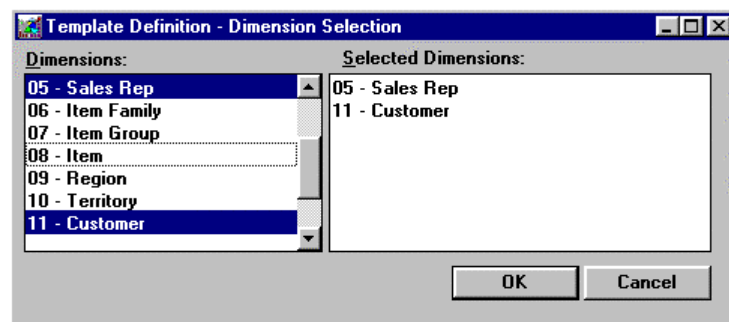 Template Definition - Dimension Selection
Dimensions:
Selected Dimensions:
05 - Sales Rep
06 - Item Family
07 - Item Group
08 - Item
09 - Region
10 - Territory
11 - Customer
05 - Sales Rep
11 - Customer
OK
Cancel